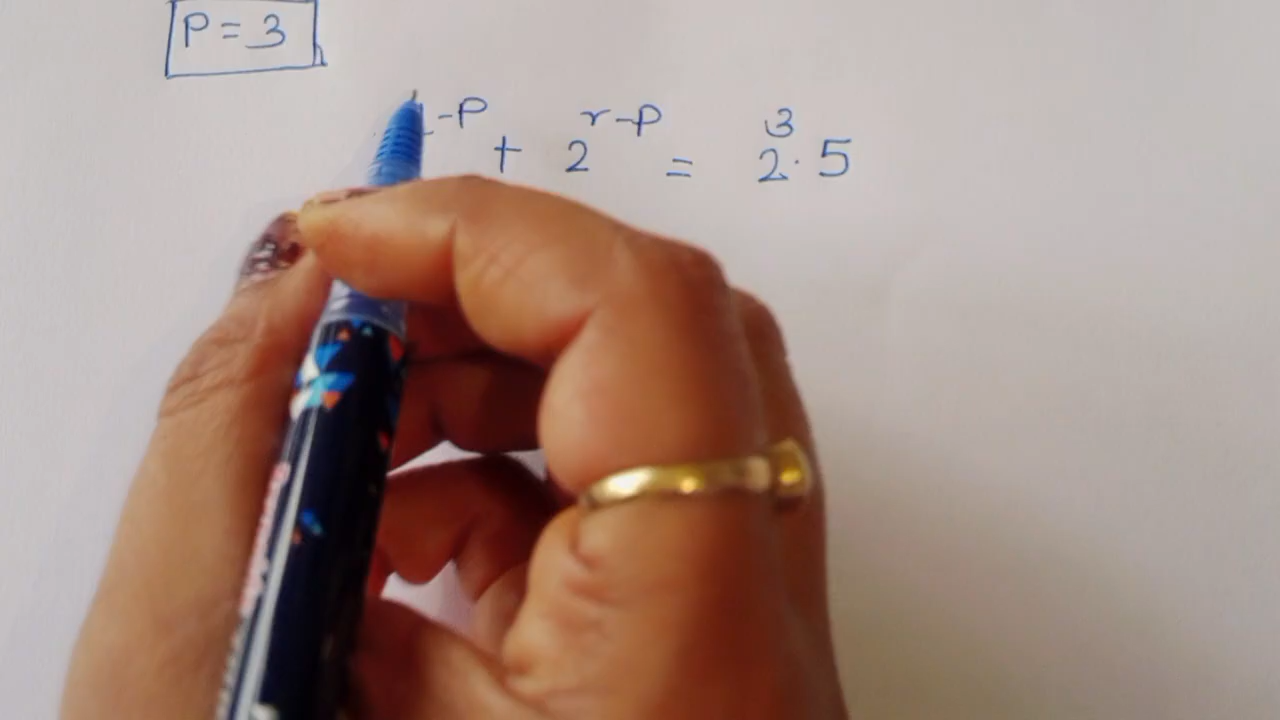 P = 3
-P + 2^{r-P} = 2^3 · 5